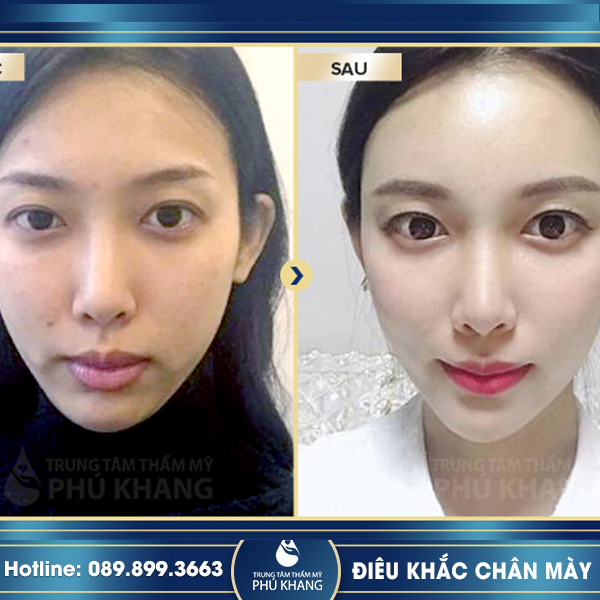 C
SAU
TRUNG TÂM THẨM MỸ
PHÚ KHANG
TRUNG TÂM THẨM MỸ
PHÚ KHANG
Hotline: 089.899.3663
TRUNG TÂM THẨM MỸ
PHÚ KHANG
ĐIÊU KHẮC CHÂN MÀY